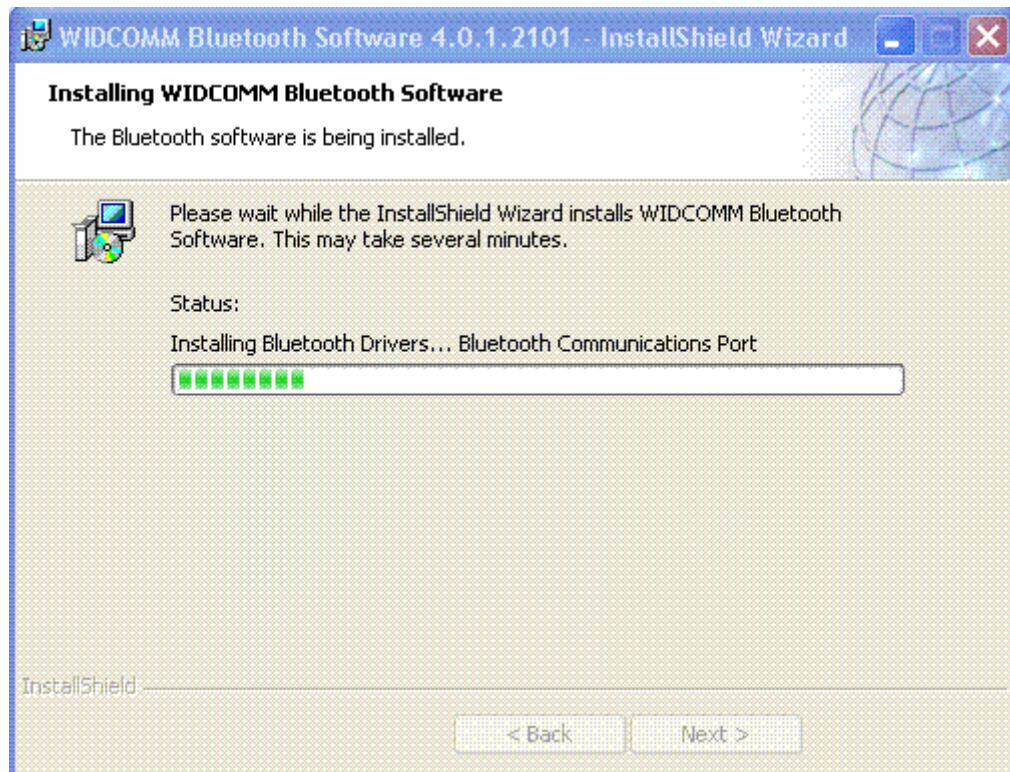 WIDCOMM Bluetooth Software 4.0.1.2101 - InstallShield Wizard
Installing WIDCOMM Bluetooth Software
The Bluetooth software is being installed.
Please wait while the InstallShield Wizard installs WIDCOMM Bluetooth
Software. This may take several minutes.
Status:
Installing Bluetooth Drivers... Bluetooth Communications Port
InstallShield
< Back Next >